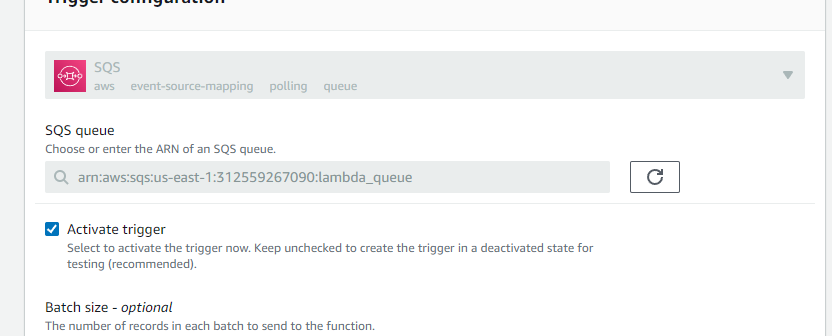 Trigger configuration
SQS
aws event-source-mapping polling queue
SQS queue
Choose or enter the ARN of an SQS queue.
arn:aws:sqs:us-east-1:312559267090:lambda_queue
Activate trigger
Select to activate the trigger now. Keep unchecked to create the trigger in a deactivated state for
testing (recommended).
Batch size - optional
The number of records in each batch to send to the function.